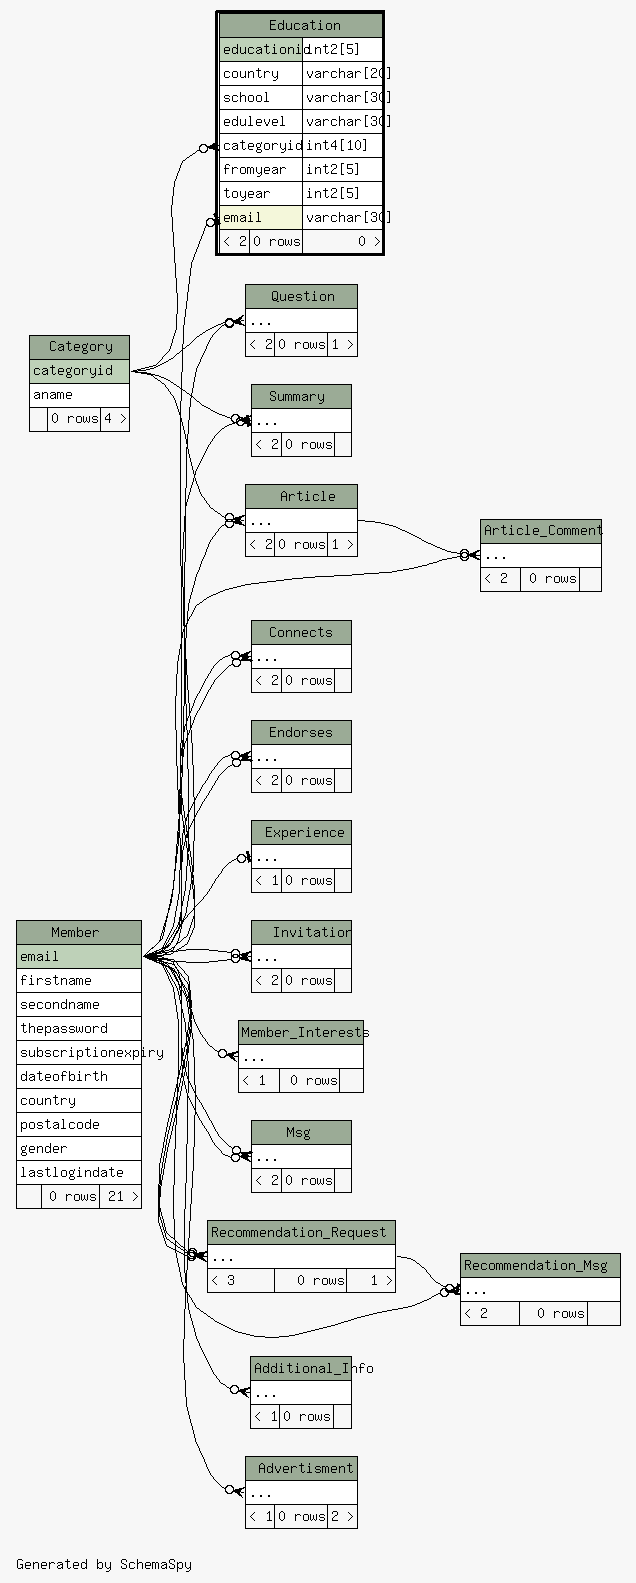 Education
educationid int2[5]
country varchar[20]
school varchar[30]
edulevel varchar[30]
categoryid int4[10]
fromyear int2[5]
toyear int2[5]
email varchar[30]
< 2 0 rows 0 >
Question
...
< 2 0 rows 1 >
Category
categoryid
aname
0 rows 4 >
Summary
...
< 2 0 rows
Article
...
< 2 0 rows 1 >
Article_Comment
...
< 2 0 rows
Connects
...
< 2 0 rows
Endorses
...
< 2 0 rows
Experience
...
< 1 0 rows
Member
email
firstname
secondname
thepassword
subscriptionexpiry
dateofbirth
country
postalcode
gender
lastlogindate
0 rows 21 >
Invitation
...
< 2 0 rows
Member_Interests
...
< 1 0 rows
Msg
...
< 2 0 rows
Recommendation_Request
...
< 3 0 rows 1 >
Recommendation_Msg
...
< 2 0 rows
Additional_Info
...
< 1 0 rows
Advertisment
...
< 1 0 rows 2 >
Generated by SchemaSpy